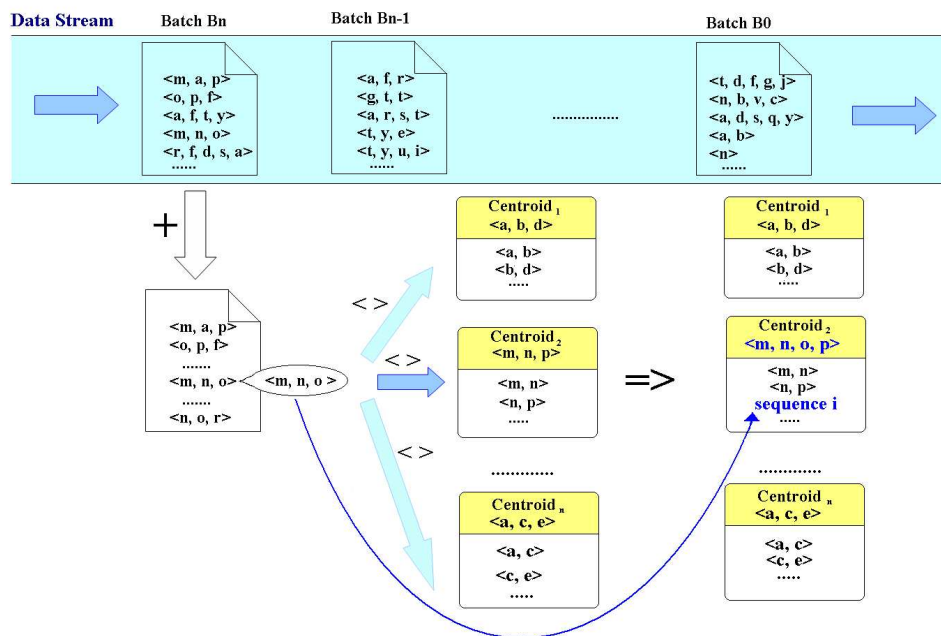 Data Stream
Batch Bn
Batch Bn-1
Batch B0
<m, a, p>
<o, p, f>
<a, f, t, y>
<m, n, o>
<r, f, d, s, a>
......
<a, f, r>
<g, t, t>
<a, r, s, t>
<t, y, e>
<t, y, u, i>
......
...............
<t, d, f, g, j>
<n, b, v, c>
<a, d, s, q, y>
<a, b>
<n>
......
+
<m, a, p>
<o, p, f>
.......
<m, n, o>
.......
<n, o, r>
<m, n, o >
< >
< >
< >
Centroid 1
<a, b, d>
<a, b>
<b, d>
.....
Centroid 2
<m, n, p>
<m, n>
<n, p>
.....
.............
Centroid n
<a, c, e>
<a, c>
<c, e>
.....
=>
Centroid 1
<a, b, d>
<a, b>
<b, d>
.....
Centroid 2
<m, n, o, p>
<m, n>
<n, p>
sequence i
.....
.............
Centroid n
<a, c, e>
<a, c>
<c, e>
.....